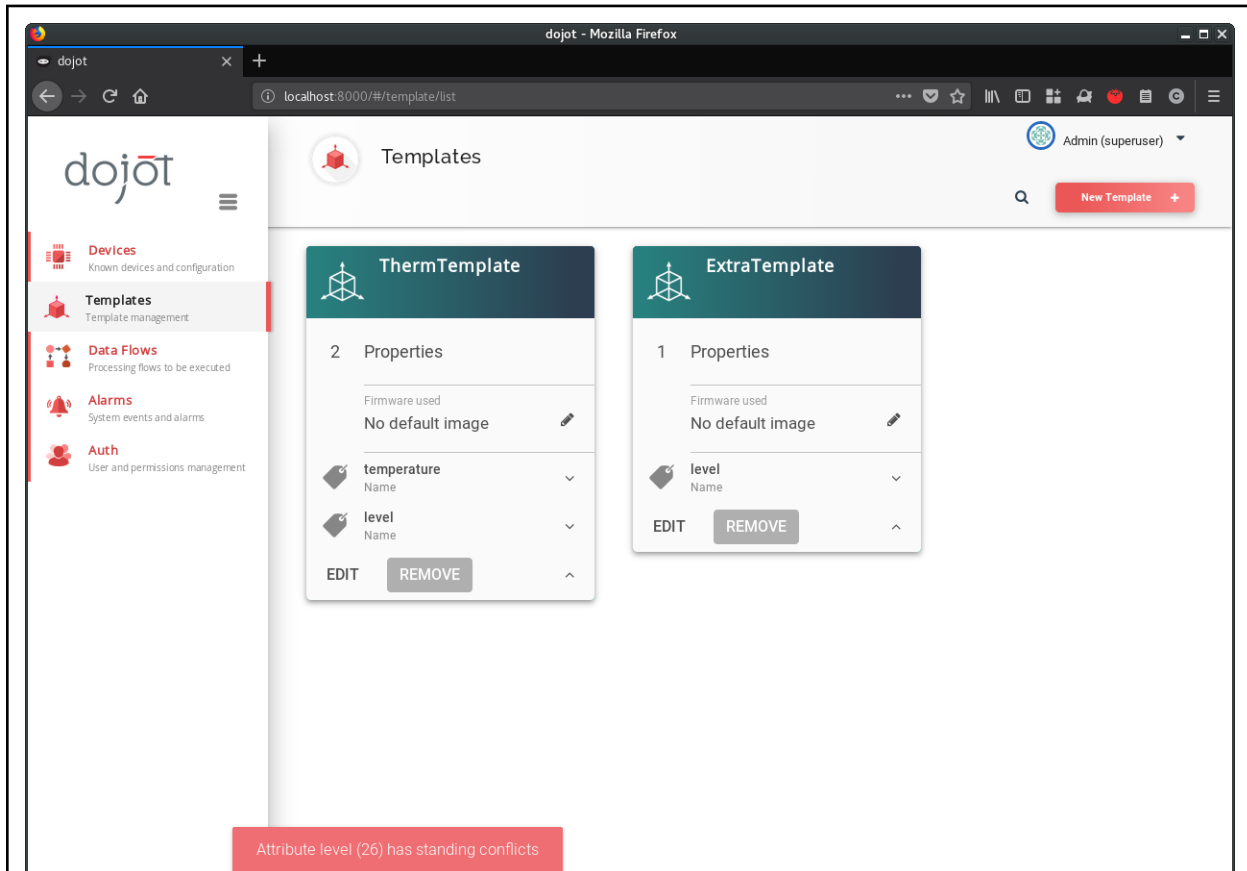 dojot - Mozilla Firefox
dojot
localhost:8000/#/template/list
dojot
Templates
Admin (superuser)
New Template +
Devices
Known devices and configuration
Templates
Template management
Data Flows
Processing flows to be executed
Alarms
System events and alarms
Auth
User and permissions management
ThermTemplate
2 Properties
Firmware used
No default image
temperature
Name
level
Name
EDIT REMOVE
ExtraTemplate
1 Properties
Firmware used
No default image
level
Name
EDIT REMOVE
Attribute level (26) has standing conflicts